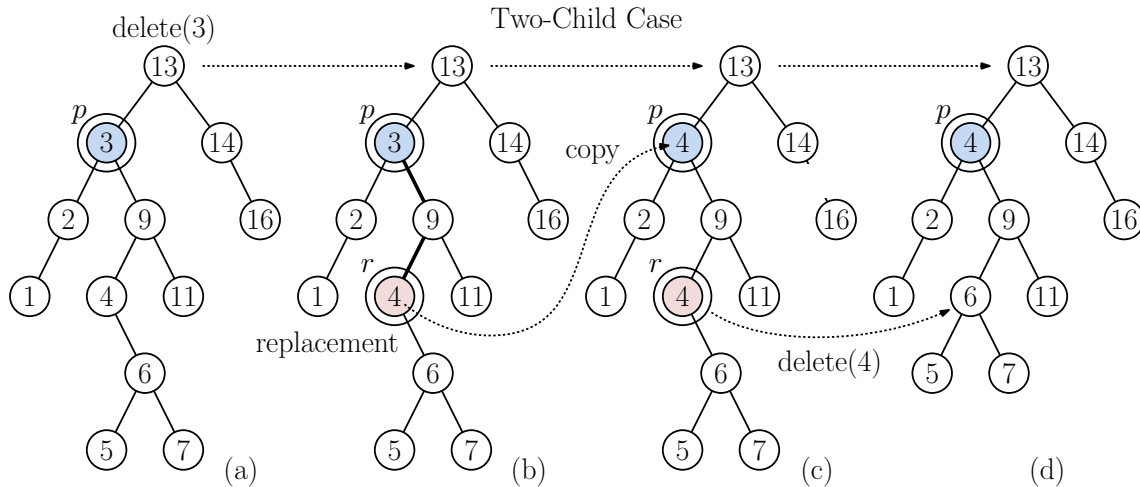 Two-Child Case
delete(3)
13 13 13 13
p p p p
3 14 3 14 4 14 4 14
copy
2 9 16 2 9 16 2 9 16 2 9 16
r r
1 4 11 1 4 11 1 4 11 1 6 11
replacement
delete(4)
6 6 6 5 7
5 7 5 7 5 7
(a) (b) (c) (d)